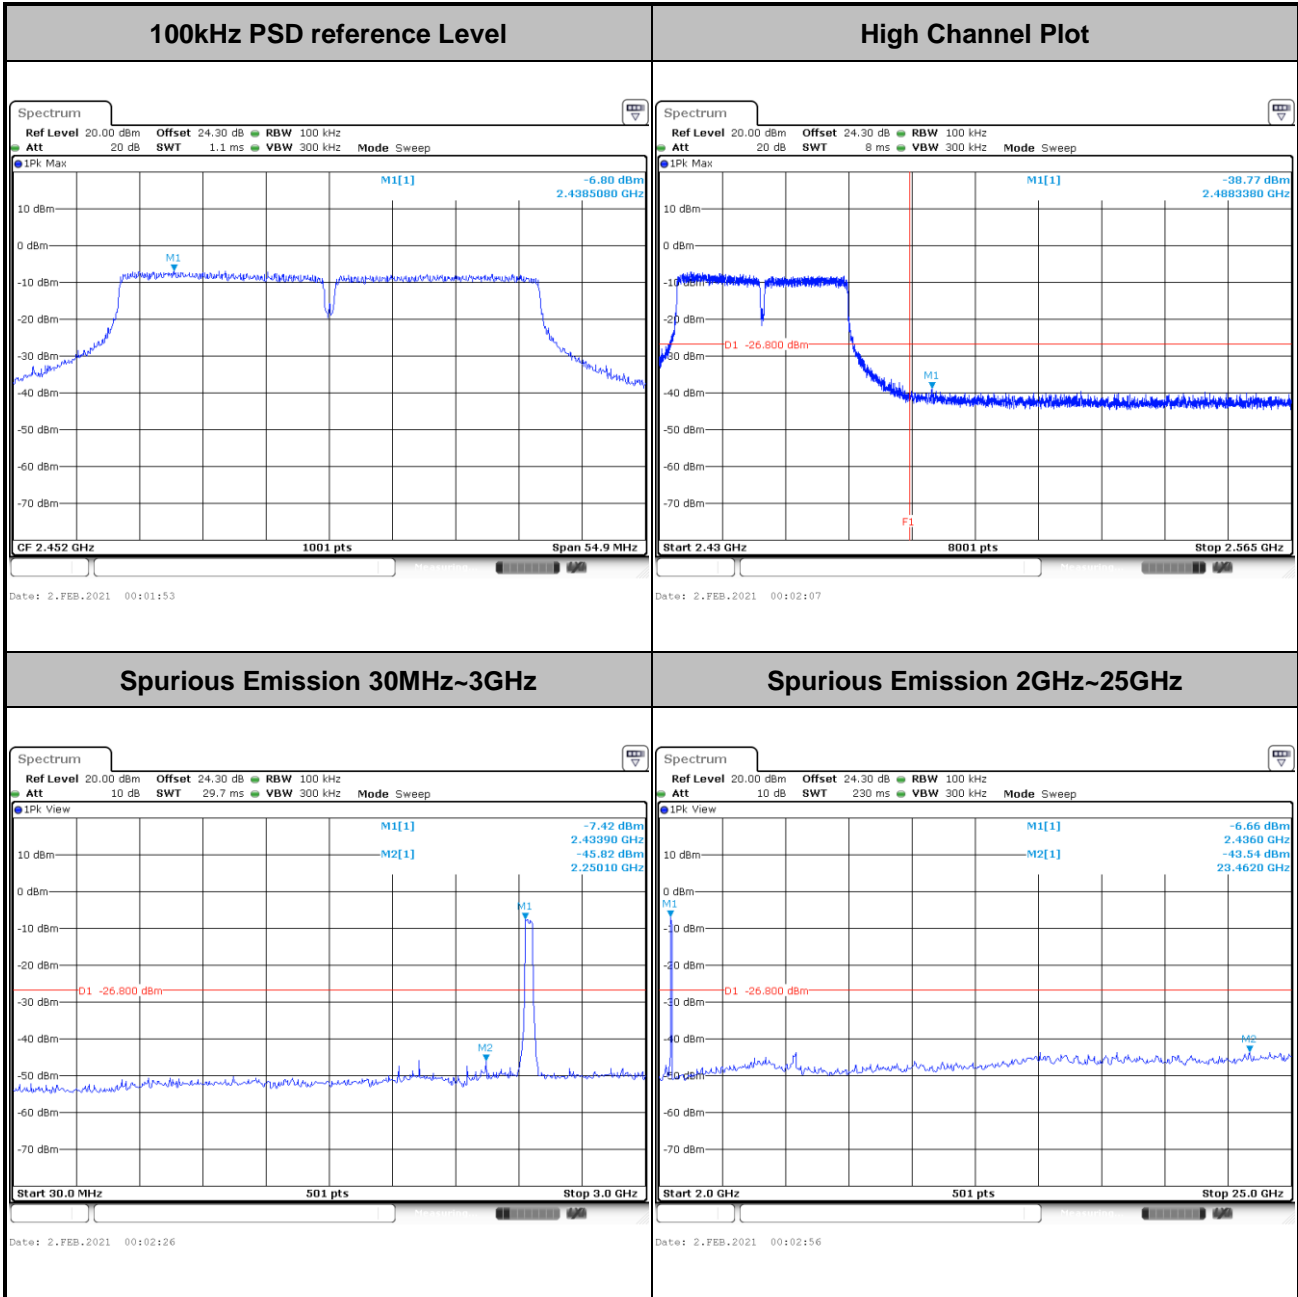 100kHz PSD reference Level
High Channel Plot
Spectrum
Ref Level 20.00 dBm Offset 24.30 dB RBW 100 kHz
Att 20 dB SWT 1.1 ms VBW 300 kHz Mode Sweep
1Pk Max
M1[1] -6.80 dBm
2.4385080 GHz
10 dBm
0 dBm
M1
-10 dBm
-20 dBm
-30 dBm
-40 dBm
-50 dBm
-60 dBm
-70 dBm
CF 2.452 GHz 1001 pts Span 54.9 MHz
Measuring...
Date: 2.FEB.2021 00:01:53
Spectrum
Ref Level 20.00 dBm Offset 24.30 dB RBW 100 kHz
Att 20 dB SWT 8 ms VBW 300 kHz Mode Sweep
1Pk Max
M1[1] -38.77 dBm
2.4883380 GHz
10 dBm
0 dBm
-10 dBm
-20 dBm
D1 -26.800 dBm
-30 dBm
M1
-40 dBm
-50 dBm
-60 dBm
-70 dBm
F1
Start 2.43 GHz 8001 pts Stop 2.565 GHz
Measuring...
Date: 2.FEB.2021 00:02:07
Spurious Emission 30MHz~3GHz
Spurious Emission 2GHz~25GHz
Spectrum
Ref Level 20.00 dBm Offset 24.30 dB RBW 100 kHz
Att 10 dB SWT 29.7 ms VBW 300 kHz Mode Sweep
1Pk View
M1[1] -7.42 dBm
2.43390 GHz
10 dBm M2[1] -45.82 dBm
2.25010 GHz
0 dBm
M1
-10 dBm
-20 dBm
D1 -26.800 dBm
-30 dBm
-40 dBm
M2
-50 dBm
-60 dBm
-70 dBm
Start 30.0 MHz 501 pts Stop 3.0 GHz
Measuring...
Date: 2.FEB.2021 00:02:26
Spectrum
Ref Level 20.00 dBm Offset 24.30 dB RBW 100 kHz
Att 10 dB SWT 230 ms VBW 300 kHz Mode Sweep
1Pk View
M1[1] -6.66 dBm
2.4360 GHz
10 dBm M2[1] -43.54 dBm
23.4620 GHz
0 dBm
M1
-10 dBm
-20 dBm
D1 -26.800 dBm
-30 dBm
-40 dBm
M2
-50 dBm
-60 dBm
-70 dBm
Start 2.0 GHz 501 pts Stop 25.0 GHz
Measuring...
Date: 2.FEB.2021 00:02:56